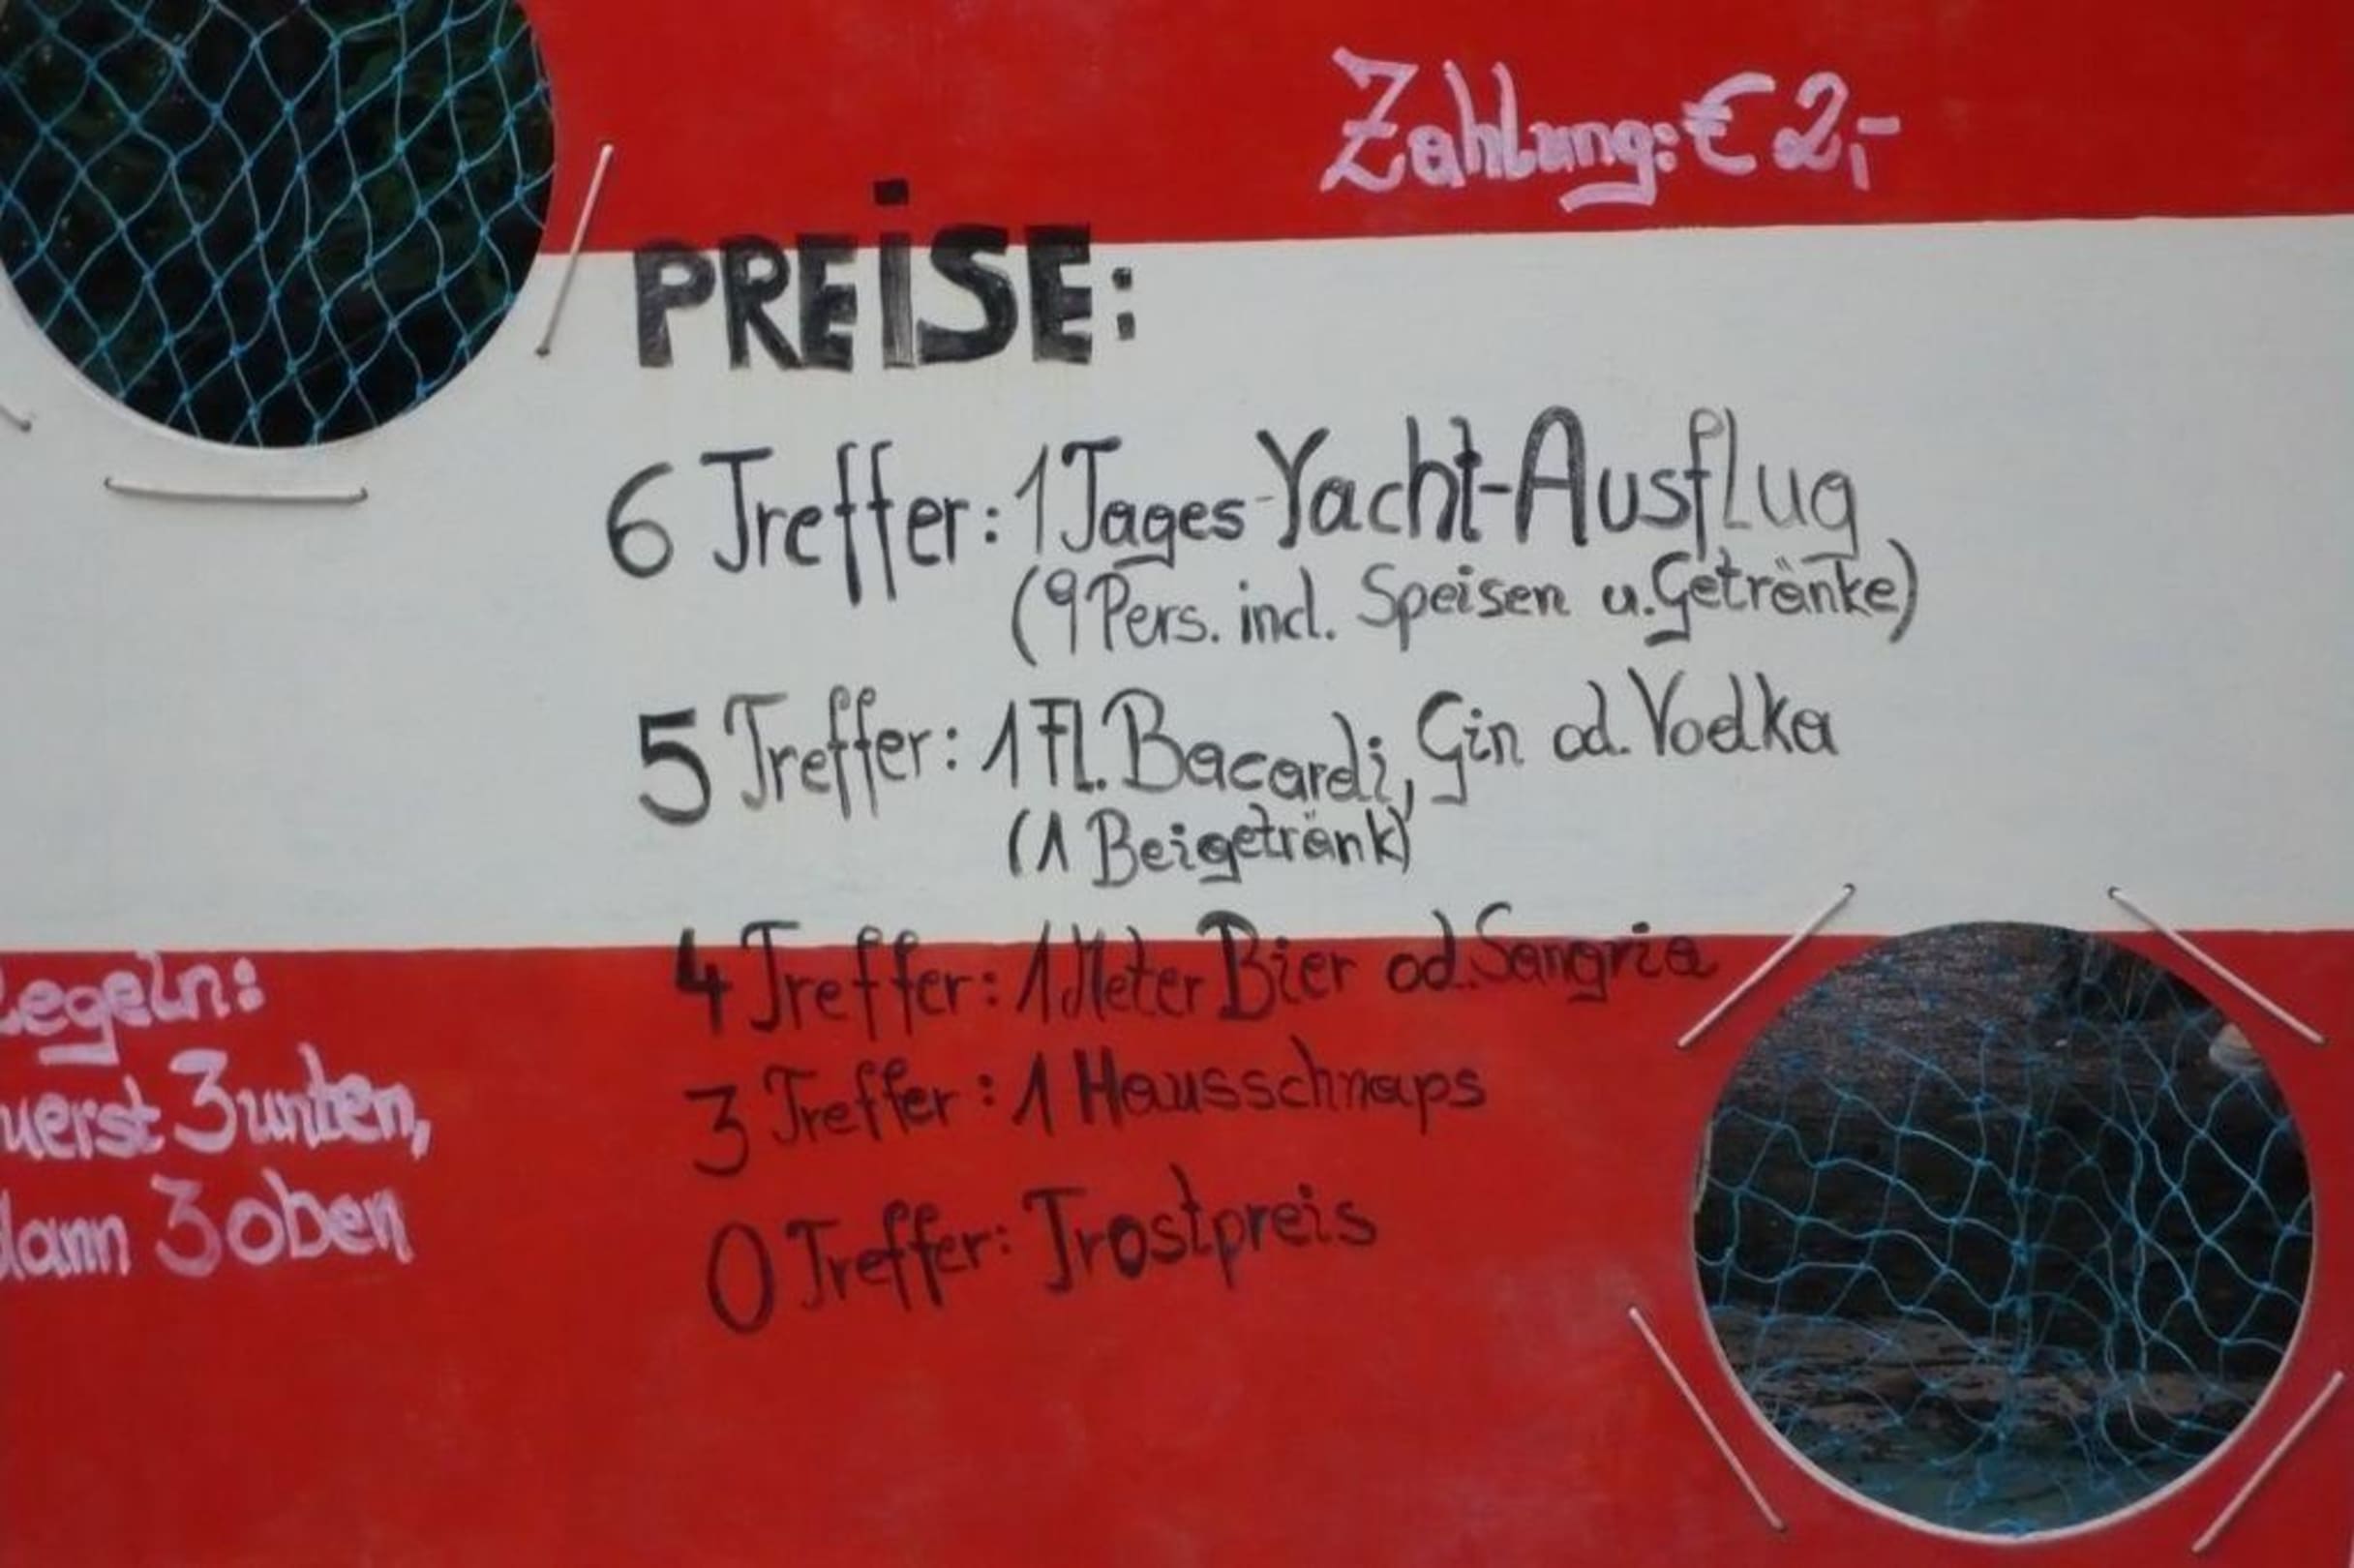 Zahlung: € 2,-
PREiSE:
6 Treffer: 1 Tages-Yacht-Ausflug
(9 Pers. incl. Speisen u. Getränke)
5 Treffer: 1 Fl. Bacardi, Gin od. Vodka
(1 Beigetränk)
4 Treffer: 1 Meter Bier od. Sangria
3 Treffer: 1 Hausschnaps
0 Treffer: Trostpreis
egeln:
uerst 3 unten,
dann 3 oben